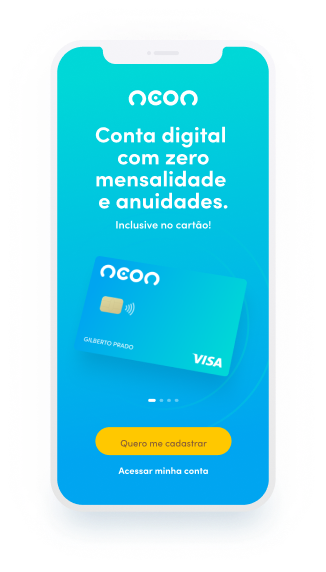 neon
Conta digital
com zero
mensalidade
e anuidades.
Inclusive no cartão!
neon
GILBERTO PRADO
VISA
Quero me cadastrar
Acessar minha conta